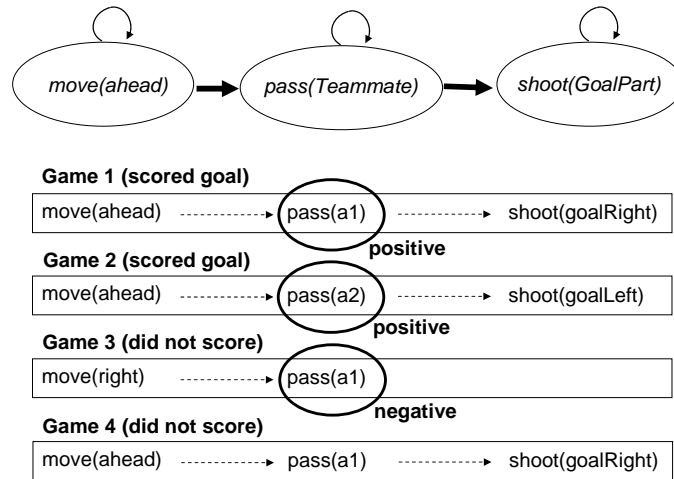 move(ahead) pass(Teammate) shoot(GoalPart)
Game 1 (scored goal)
move(ahead) pass(a1) shoot(goalRight)
positive
Game 2 (scored goal)
move(ahead) pass(a2) shoot(goalLeft)
positive
Game 3 (did not score)
move(right) pass(a1)
negative
Game 4 (did not score)
move(ahead) pass(a1) shoot(goalRight)